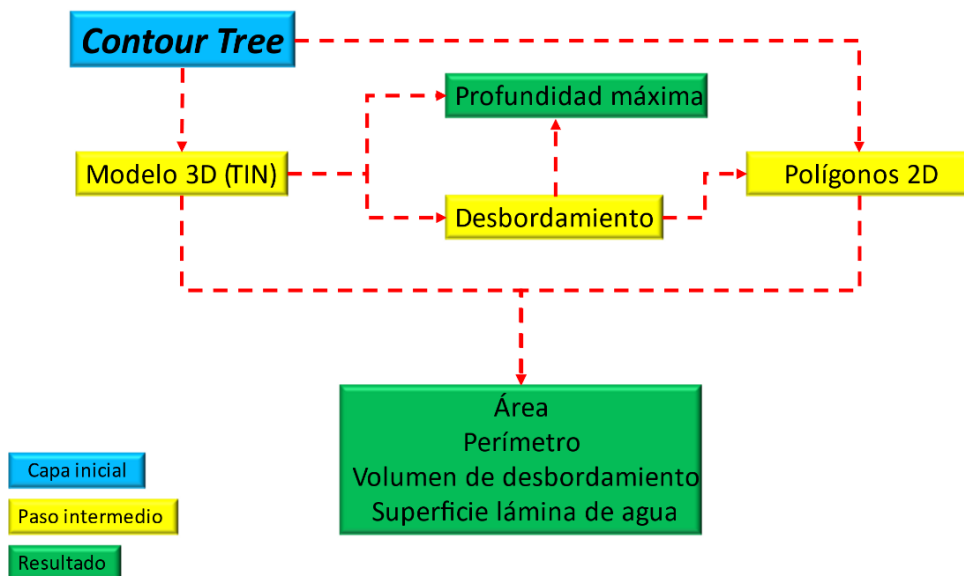 Contour Tree
Profundidad máxima
Modelo 3D (TIN)
Polígonos 2D
Desbordamiento
Área
Perímetro
Volumen de desbordamiento
Superficie lámina de agua
Capa inicial
Paso intermedio
Resultado